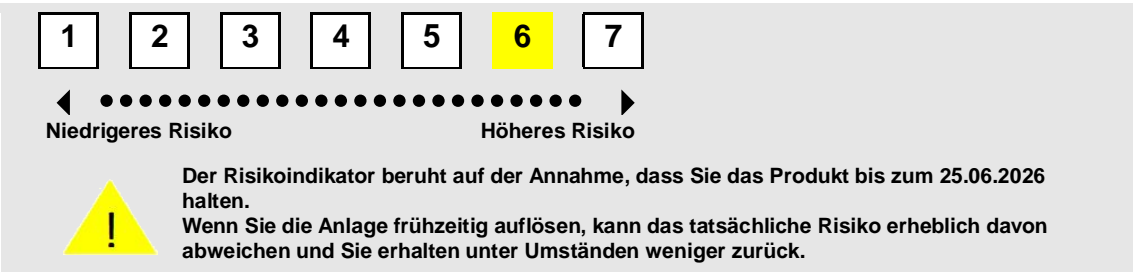 1 2 3 4 5 6 7
Niedrigeres Risiko Höheres Risiko
Der Risikoindikator beruht auf der Annahme, dass Sie das Produkt bis zum 25.06.2026
halten.
Wenn Sie die Anlage frühzeitig auflösen, kann das tatsächliche Risiko erheblich davon
abweichen und Sie erhalten unter Umständen weniger zurück.
!